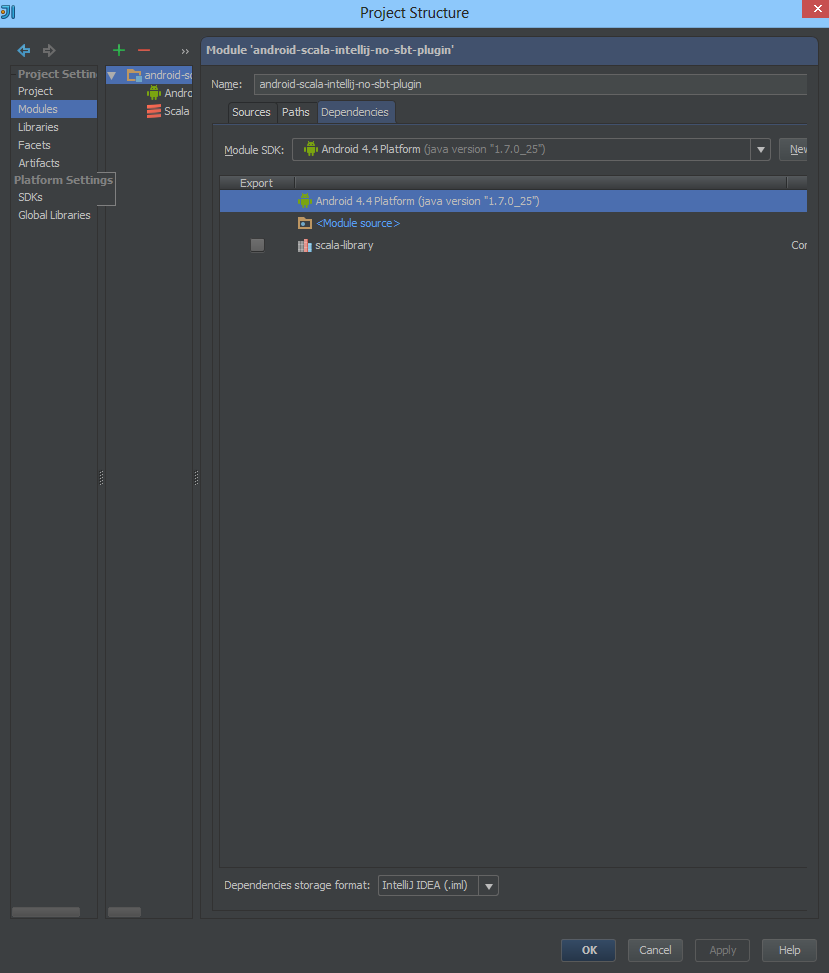 Project Structure
Module 'android-scala-intellij-no-sbt-plugin'
Project Settin
Project
Modules
Libraries
Facets
Artifacts
Platform Settings
SDKs
Global Libraries
android-sc
Andro
Scala
Name: android-scala-intellij-no-sbt-plugin
Sources Paths Dependencies
Module SDK: Android 4.4 Platform (java version "1.7.0_25") New
Export
Android 4.4 Platform (java version "1.7.0_25")
<Module source>
scala-library Cor
Dependencies storage format: IntelliJ IDEA (.iml)
OK Cancel Apply Help